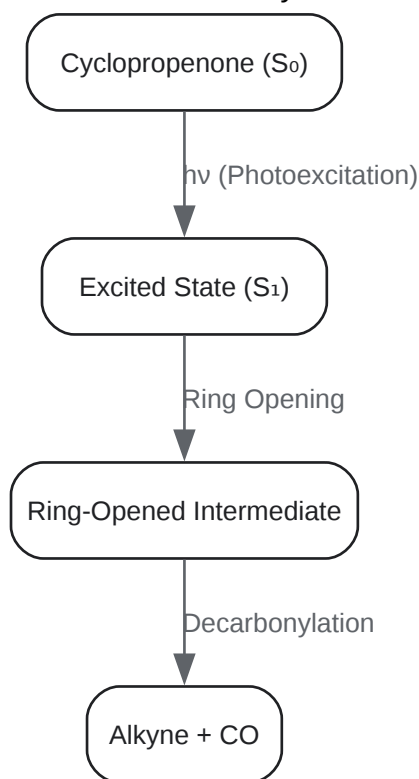 Cyclopropenone (S₀)
hν (Photoexcitation)
Excited State (S₁)
Ring Opening
Ring-Opened Intermediate
Decarbonylation
Alkyne + CO